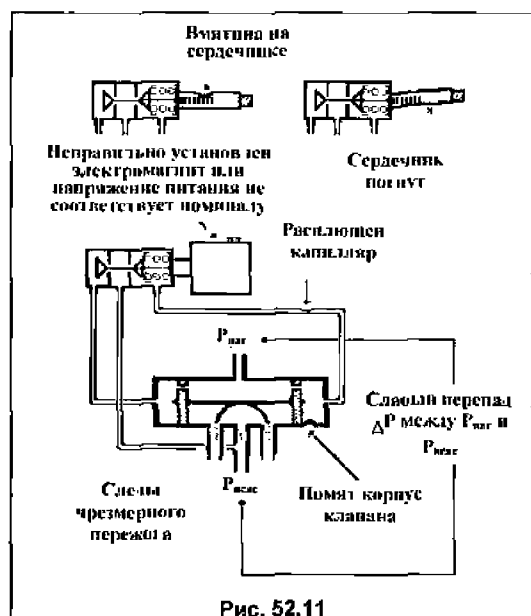 Вмятина на
сердечнике
Неправильно установлен
электромагнит или
напряжение питания не
соответствует номиналу
Сердечник
погнут
Расплющен
капилляр
Pнаг
Слабый перепад
ΔP между Pнаг и
Pвсас
Pвсас
Следы
чрезмерного
пережога
Помят корпус
клапана
Рис. 52.11